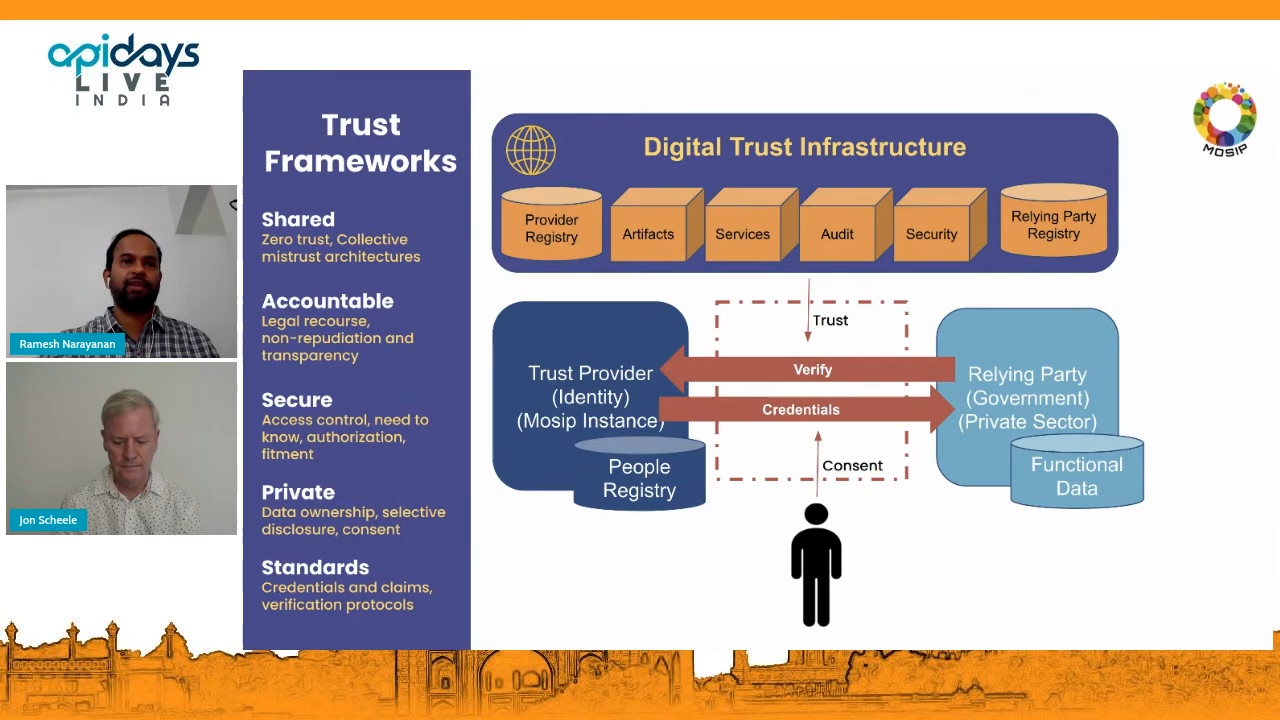 apidays
LIVE
INDIA
Ramesh Narayanan
Jon Scheele
Trust
Frameworks
Shared
Zero trust, Collective
mistrust architectures
Accountable
Legal recourse,
non-repudiation and
transparency
Secure
Access control, need to
know, authorization,
fitment
Private
Data ownership, selective
disclosure, consent
Standards
Credentials and claims,
verification protocols
MOSIP
Digital Trust Infrastructure
Provider
Registry
Artifacts
Services
Audit
Security
Relying Party
Registry
Trust
Trust Provider
(Identity)
(Mosip Instance)
People
Registry
Verify
Credentials
Consent
Relying Party
(Government)
(Private Sector)
Functional
Data